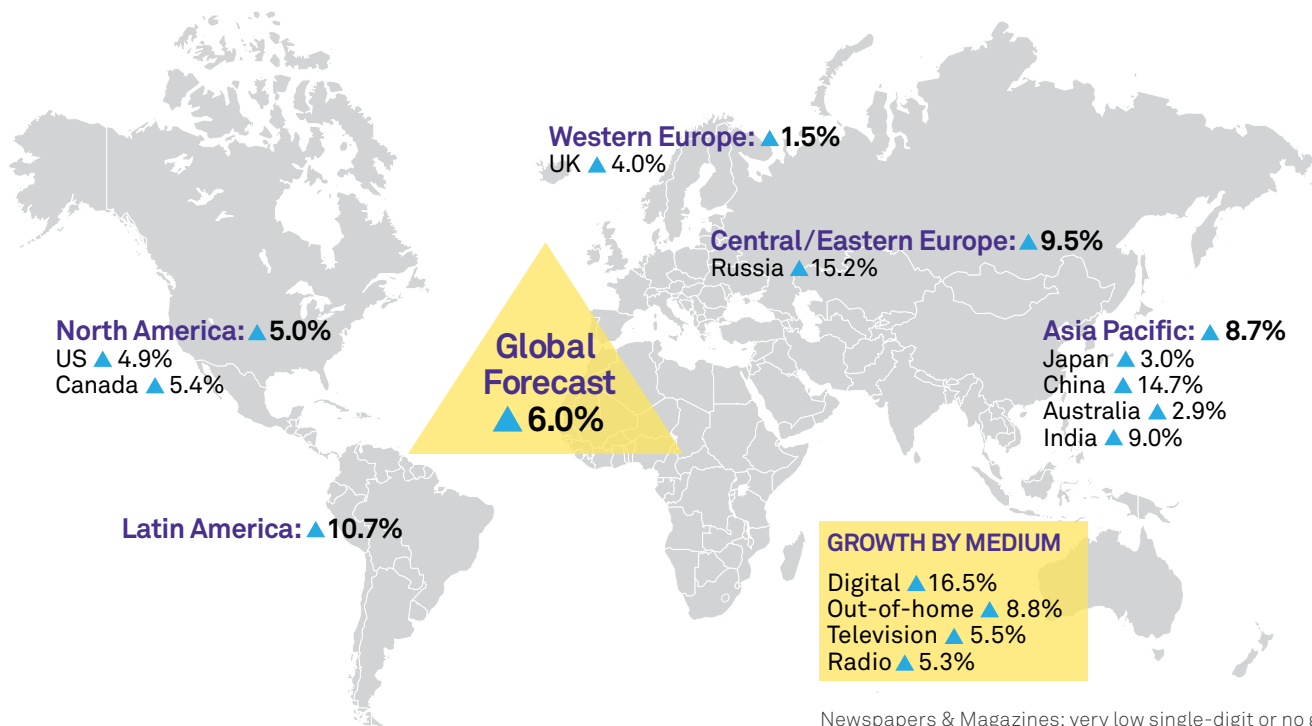 Western Europe: ▲ 1.5%
UK ▲ 4.0%
Central/Eastern Europe: ▲ 9.5%
Russia ▲ 15.2%
North America: ▲ 5.0%
US ▲ 4.9%
Canada ▲ 5.4%
Global
Forecast
▲ 6.0%
Asia Pacific: ▲ 8.7%
Japan ▲ 3.0%
China ▲ 14.7%
Australia ▲ 2.9%
India ▲ 9.0%
Latin America: ▲ 10.7%
GROWTH BY MEDIUM
Digital ▲ 16.5%
Out-of-home ▲ 8.8%
Television ▲ 5.5%
Radio ▲ 5.3%
Newspapers & Magazines: very low single-digit or no